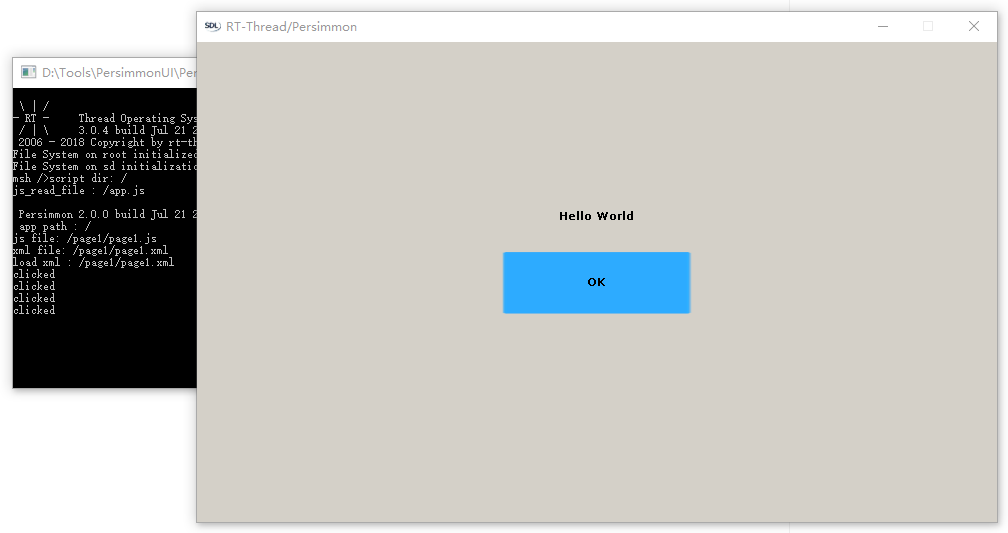 D:\Tools\PersimmonUI\Per
\ | /
- RT -     Thread Operating Sys
/ | \     3.0.4 build Jul 21 2
2006 - 2018 Copyright by rt-th
File System on root initialized
File System on sd initializatio
msh />script dir: /
js_read_file : /app.js
Persimmon 2.0.0 build Jul 21 2
app path : /
js file: /page1/page1.js
xml file: /page1/page1.xml
load xml : /page1/page1.xml
clicked
clicked
clicked
clicked
SDL RT-Thread/Persimmon
Hello World
OK